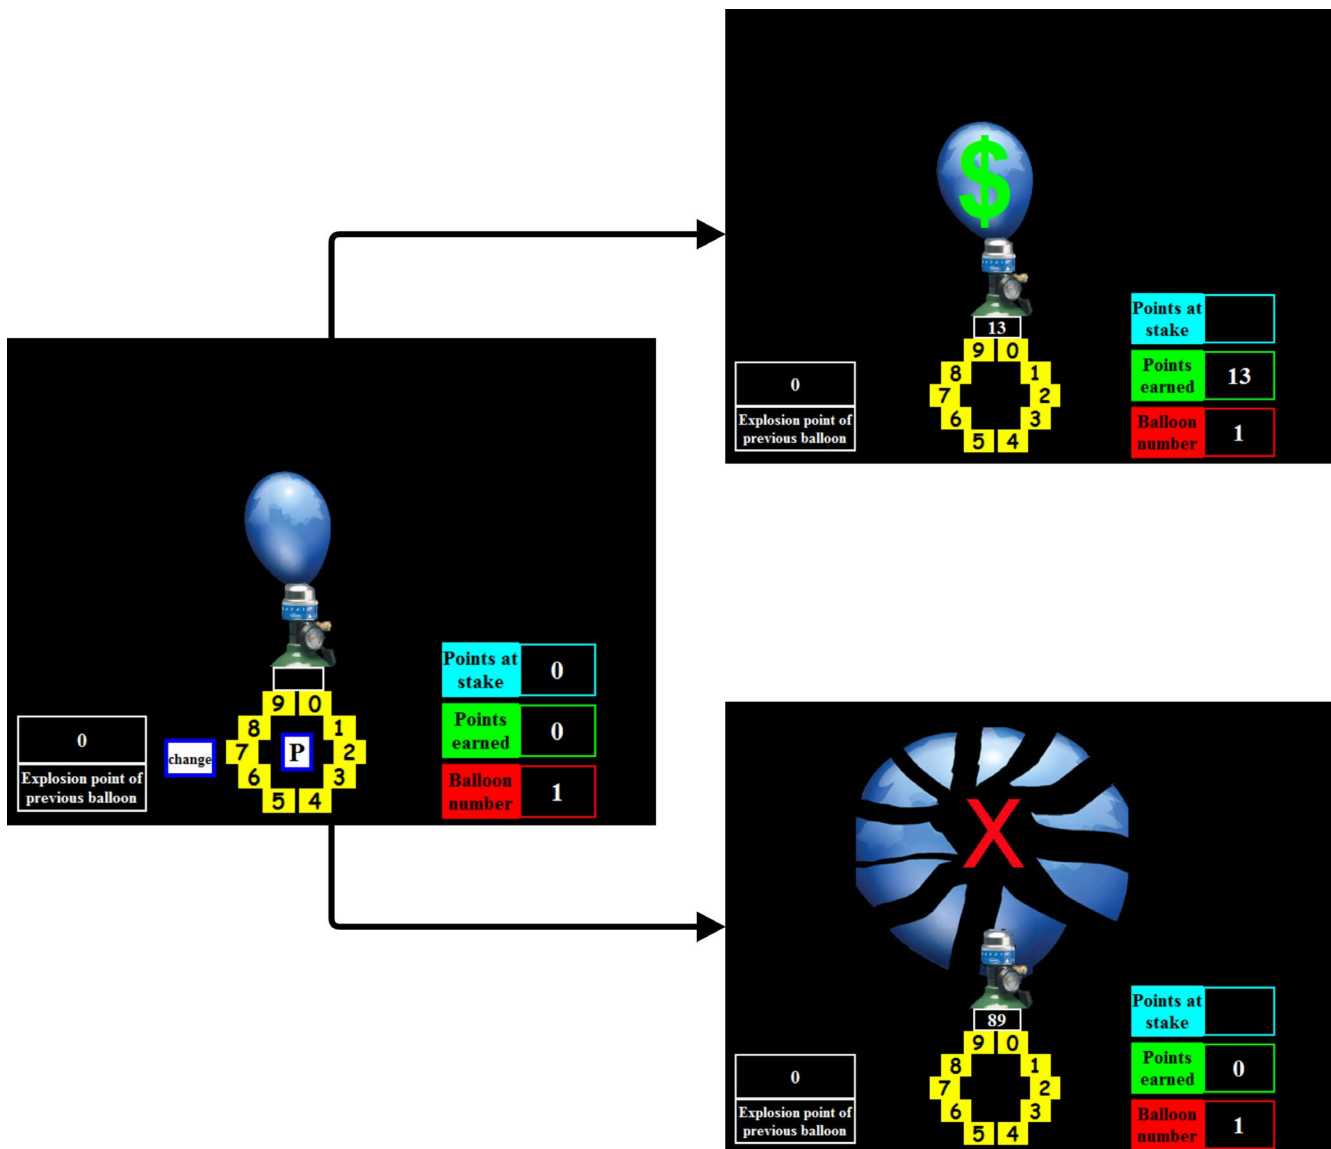 Points at
stake
0
Points
earned
0
Balloon
number
1
0
Explosion point of
previous balloon
change
P
9 0
8 1
7 2
6 3
5 4
$
13
9 0
8 1
7 2
6 3
5 4
0
Explosion point of
previous balloon
Points at
stake
Points
earned
13
Balloon
number
1
X
89
9 0
8 1
7 2
6 3
5 4
0
Explosion point of
previous balloon
Points at
stake
Points
earned
0
Balloon
number
1